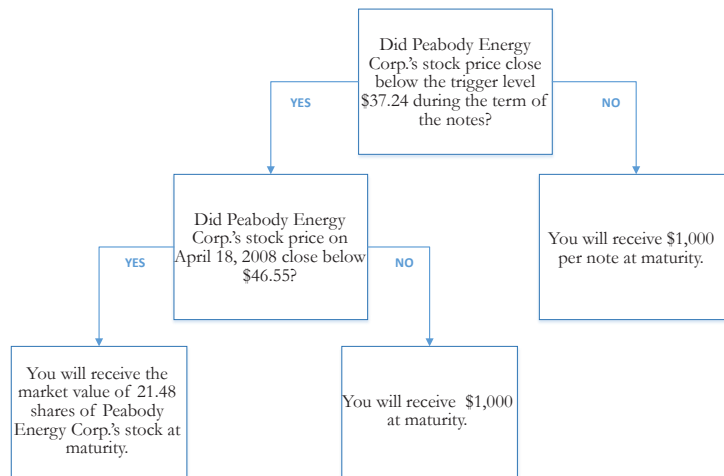 Did Peabody Energy
Corp.'s stock price close
below the trigger level
$37.24 during the term of
the notes?
YES
NO
Did Peabody Energy
Corp.'s stock price on
April 18, 2008 close below
$46.55?
You will receive $1,000
per note at maturity.
YES
NO
You will receive the
market value of 21.48
shares of Peabody
Energy Corp.'s stock at
maturity.
You will receive $1,000
at maturity.